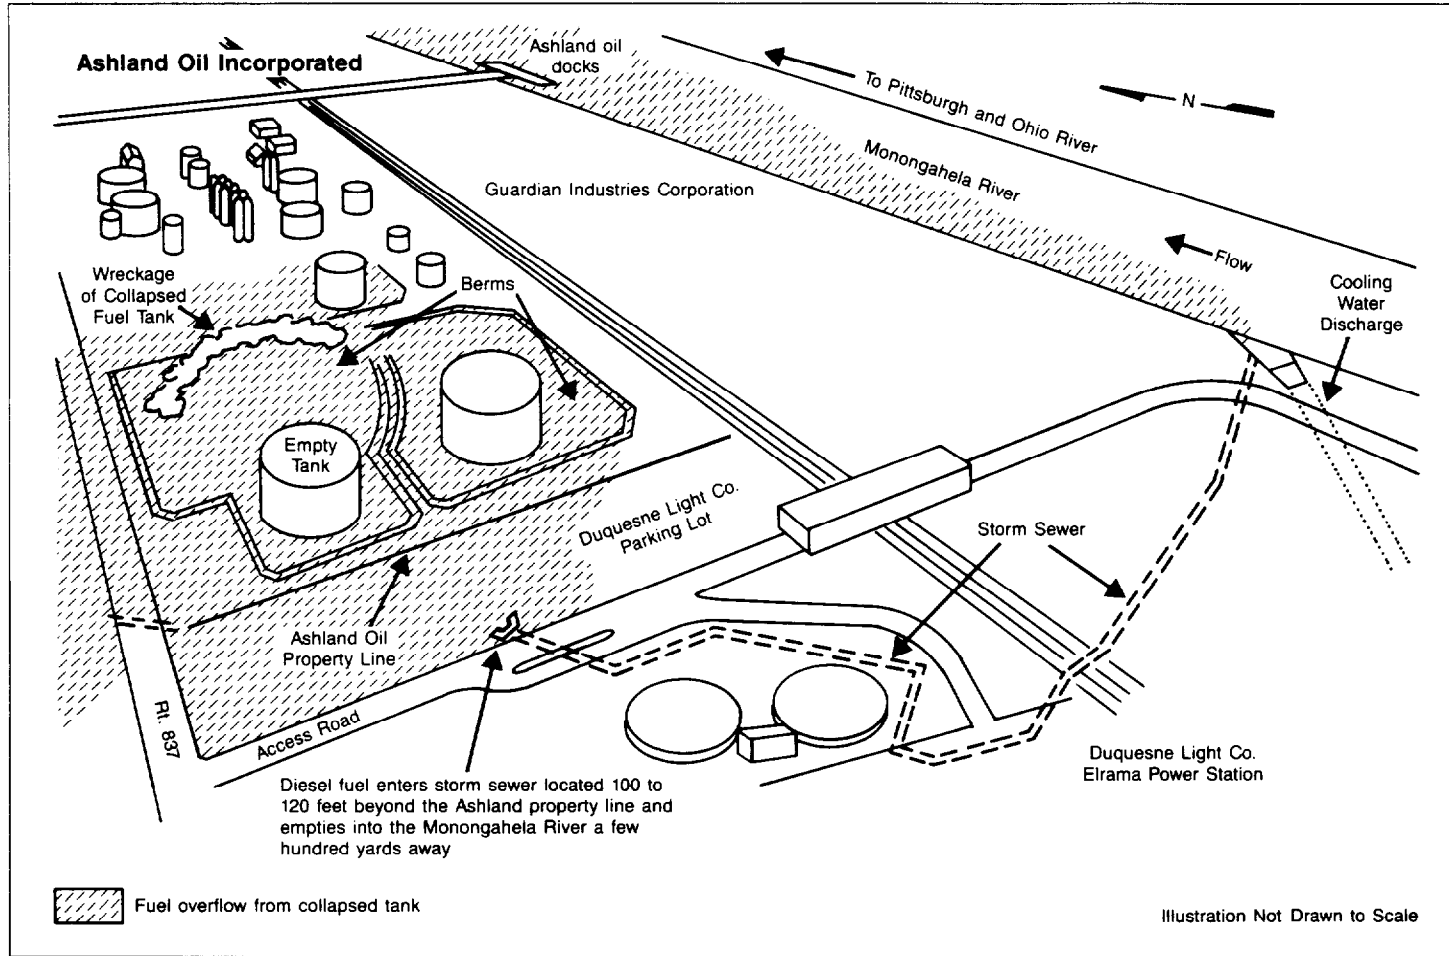 Ashland Oil Incorporated
Ashland oil
docks
To Pittsburgh and Ohio River
N
Monongahela River
Guardian Industries Corporation
Flow
Wreckage
of Collapsed
Fuel Tank
Berms
Cooling
Water
Discharge
Empty
Tank
Duquesne Light Co.
Parking Lot
Storm Sewer
Ashland Oil
Property Line
Rt. 837
Access Road
Duquesne Light Co.
Elrama Power Station
Diesel fuel enters storm sewer located 100 to
120 feet beyond the Ashland property line and
empties into the Monongahela River a few
hundred yards away
Fuel overflow from collapsed tank
Illustration Not Drawn to Scale